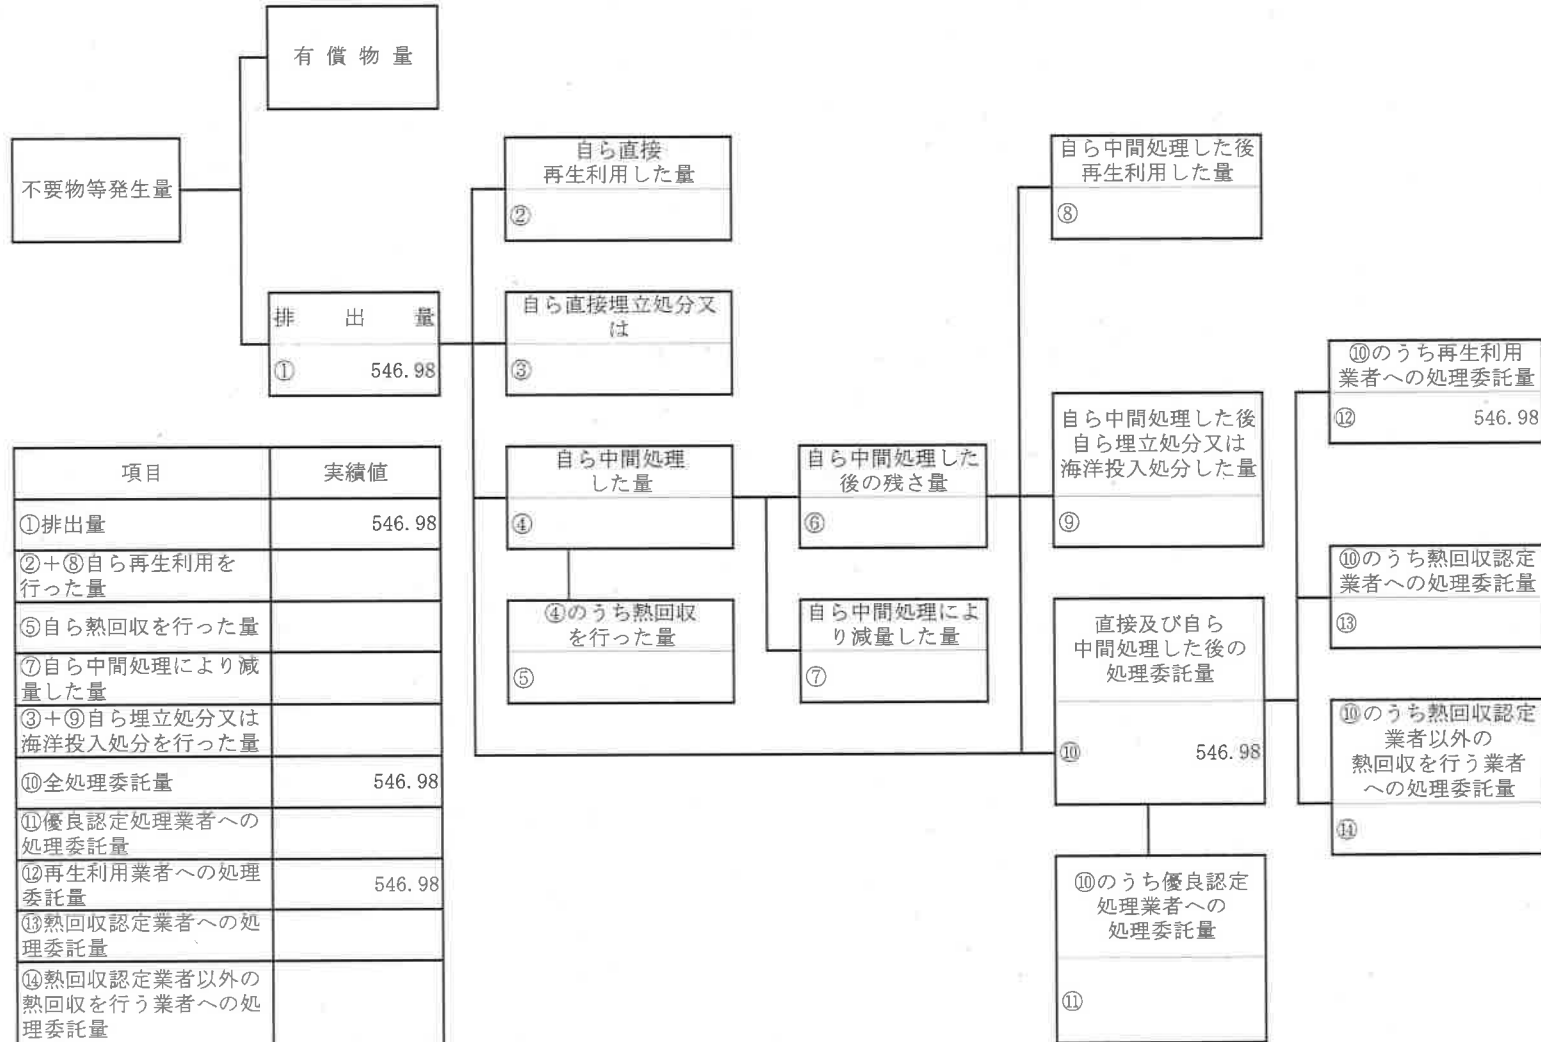 有償物量
不要物等発生量
排出量
① 546.98
自ら直接
再生利用した量
②
自ら直接埋立処分又
は
③
自ら中間処理
した量
④
④のうち熱回収
を行った量
⑤
自ら中間処理した
後の残さ量
⑥
自ら中間処理によ
り減量した量
⑦
自ら中間処理した後
再生利用した量
⑧
自ら中間処理した後
自ら埋立処分又は
海洋投入処分した量
⑨
直接及び自ら
中間処理した後の
処理委託量
⑩ 546.98
⑩のうち優良認定
処理業者への
処理委託量
⑪
⑩のうち再生利用
業者への処理委託量
⑫ 546.98
⑩のうち熱回収認定
業者への処理委託量
⑬
⑩のうち熱回収認定
業者以外の
熱回収を行う業者
への処理委託量
⑭
項目 実績値
①排出量 546.98
②+⑧自ら再生利用を
行った量
⑤自ら熱回収を行った量
⑦自ら中間処理により減
量した量
③+⑨自ら埋立処分又は
海洋投入処分を行った量
⑩全処理委託量 546.98
⑪優良認定処理業者への
処理委託量
⑫再生利用業者への処理
委託量 546.98
⑬熱回収認定業者への処
理委託量
⑭熱回収認定業者以外の
熱回収を行う業者への処
理委託量